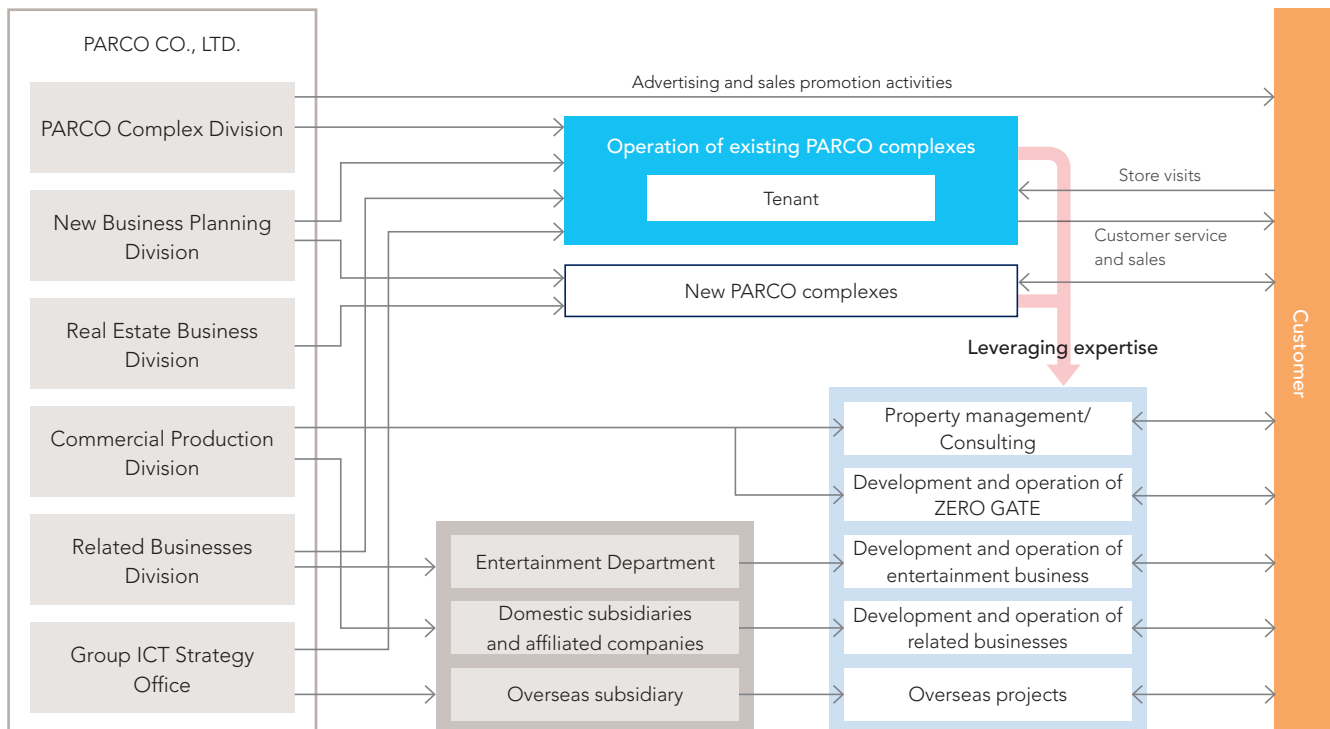 PARCO CO., LTD.
PARCO Complex Division
New Business Planning
Division
Real Estate Business
Division
Commercial Production
Division
Related Businesses
Division
Group ICT Strategy
Office
Advertising and sales promotion activities
Operation of existing PARCO complexes
Tenant
New PARCO complexes
Store visits
Customer service
and sales
Leveraging expertise
Entertainment Department
Domestic subsidiaries
and affiliated companies
Overseas subsidiary
Property management/
Consulting
Development and operation of
ZERO GATE
Development and operation of
entertainment business
Development and operation of
related businesses
Overseas projects
Customer